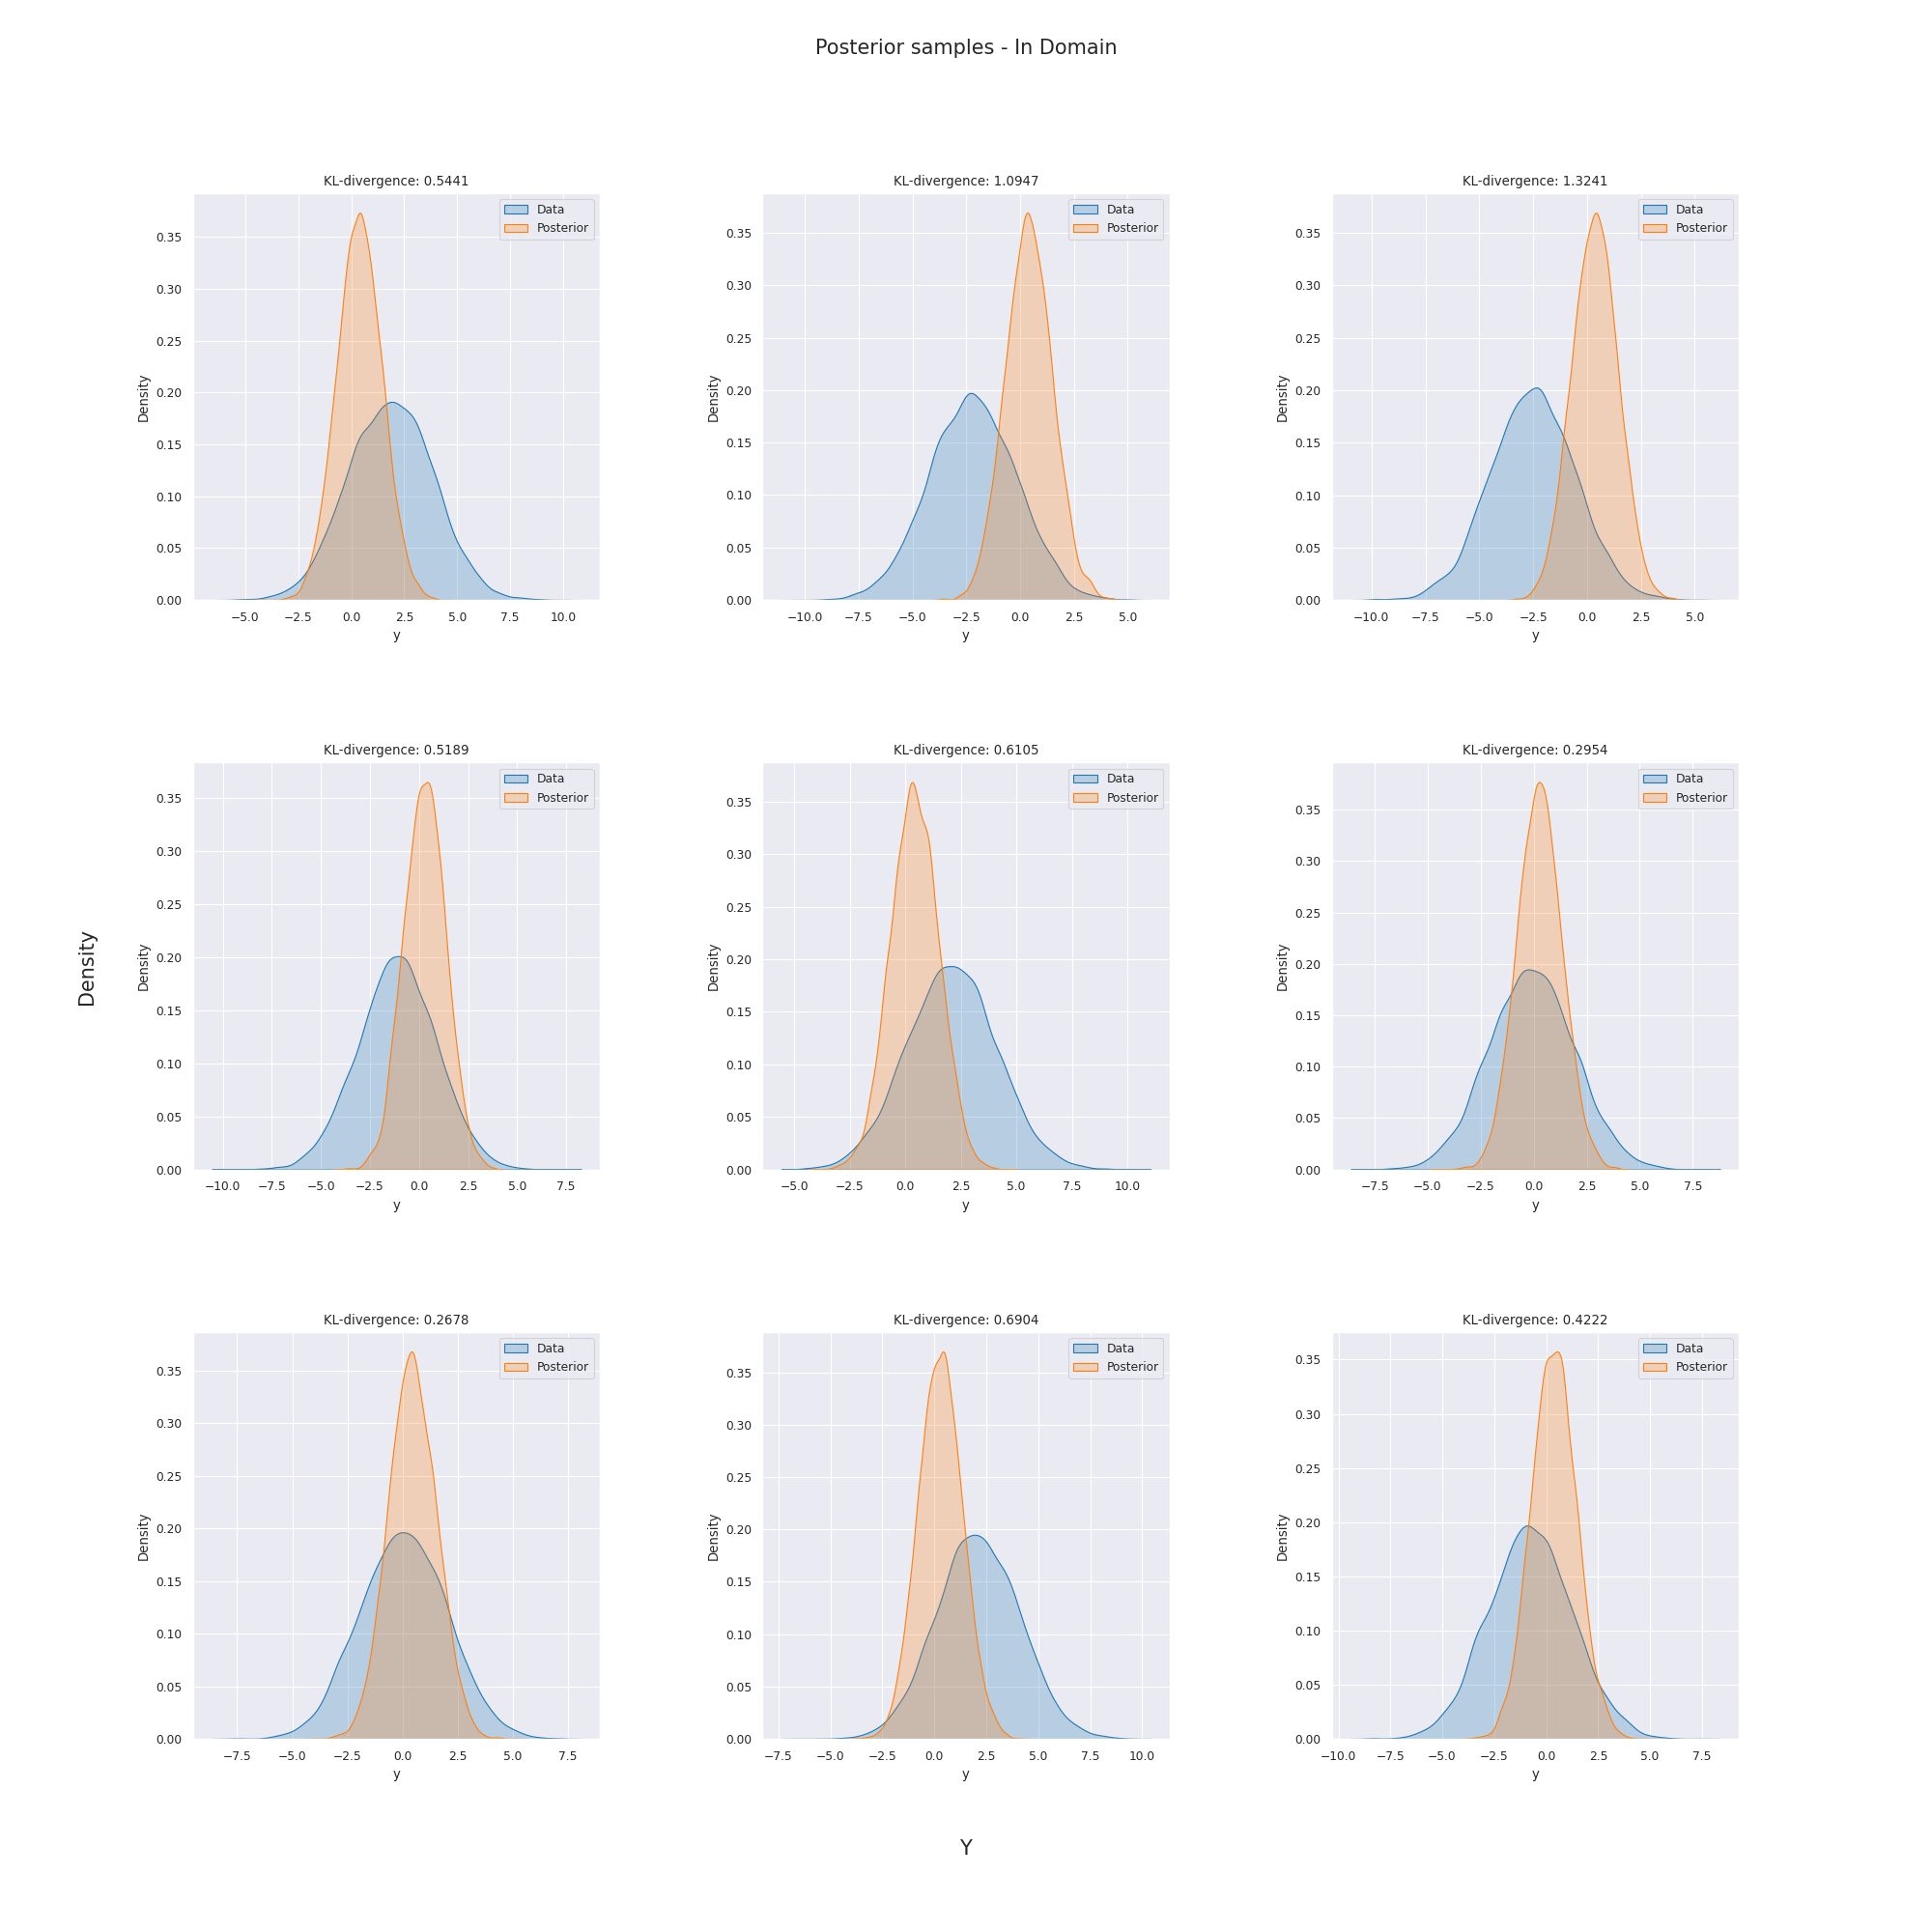 Posterior samples - In Domain
KL-divergence: 0.5441
Data
Posterior
0.35
0.30
0.25
0.20
0.15
0.10
0.05
0.00
Density
−5.0 −2.5 0.0 2.5 5.0 7.5 10.0
y
KL-divergence: 1.0947
Data
Posterior
0.35
0.30
0.25
0.20
0.15
0.10
0.05
0.00
Density
−10.0 −7.5 −5.0 −2.5 0.0 2.5 5.0
y
KL-divergence: 1.3241
Data
Posterior
0.35
0.30
0.25
0.20
0.15
0.10
0.05
0.00
Density
−10.0 −7.5 −5.0 −2.5 0.0 2.5 5.0
y
Density
KL-divergence: 0.5189
Data
Posterior
0.35
0.30
0.25
0.20
0.15
0.10
0.05
0.00
Density
−10.0 −7.5 −5.0 −2.5 0.0 2.5 5.0 7.5
y
KL-divergence: 0.6105
Data
Posterior
0.35
0.30
0.25
0.20
0.15
0.10
0.05
0.00
Density
−5.0 −2.5 0.0 2.5 5.0 7.5 10.0
y
KL-divergence: 0.2954
Data
Posterior
0.35
0.30
0.25
0.20
0.15
0.10
0.05
0.00
Density
−7.5 −5.0 −2.5 0.0 2.5 5.0 7.5
y
KL-divergence: 0.2678
Data
Posterior
0.35
0.30
0.25
0.20
0.15
0.10
0.05
0.00
Density
−7.5 −5.0 −2.5 0.0 2.5 5.0 7.5
y
KL-divergence: 0.6904
Data
Posterior
0.35
0.30
0.25
0.20
0.15
0.10
0.05
0.00
Density
−7.5 −5.0 −2.5 0.0 2.5 5.0 7.5 10.0
y
KL-divergence: 0.4222
Data
Posterior
0.35
0.30
0.25
0.20
0.15
0.10
0.05
0.00
Density
−10.0 −7.5 −5.0 −2.5 0.0 2.5 5.0 7.5
y
Y